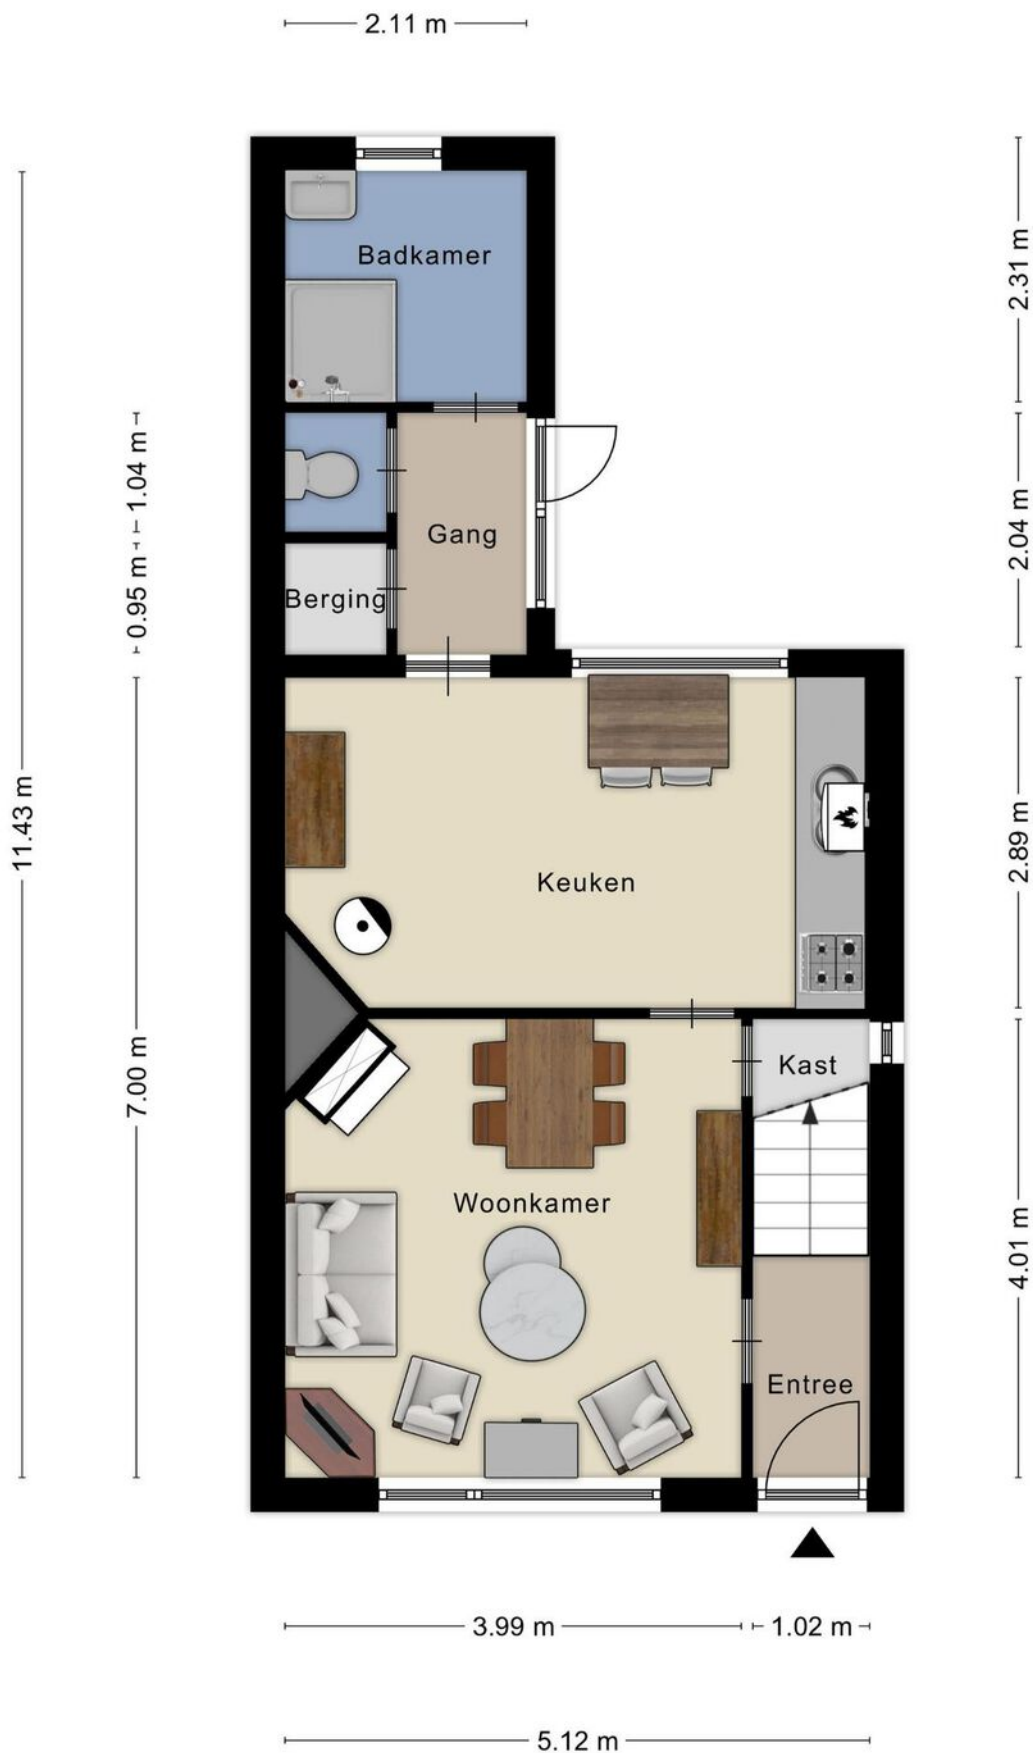 2.11 m
Badkamer
2.31 m
1.04 m
Gang
2.04 m
0.95 m
Berging
11.43 m
Keuken
2.89 m
7.00 m
Kast
Woonkamer
4.01 m
Entree
3.99 m
1.02 m
5.12 m